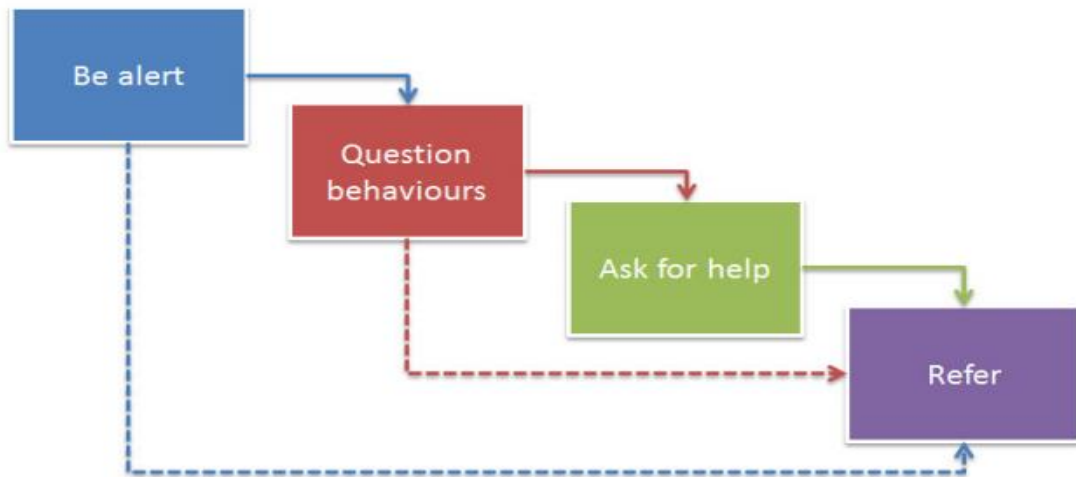 Be alert
Question
behaviours
Ask for help
Refer